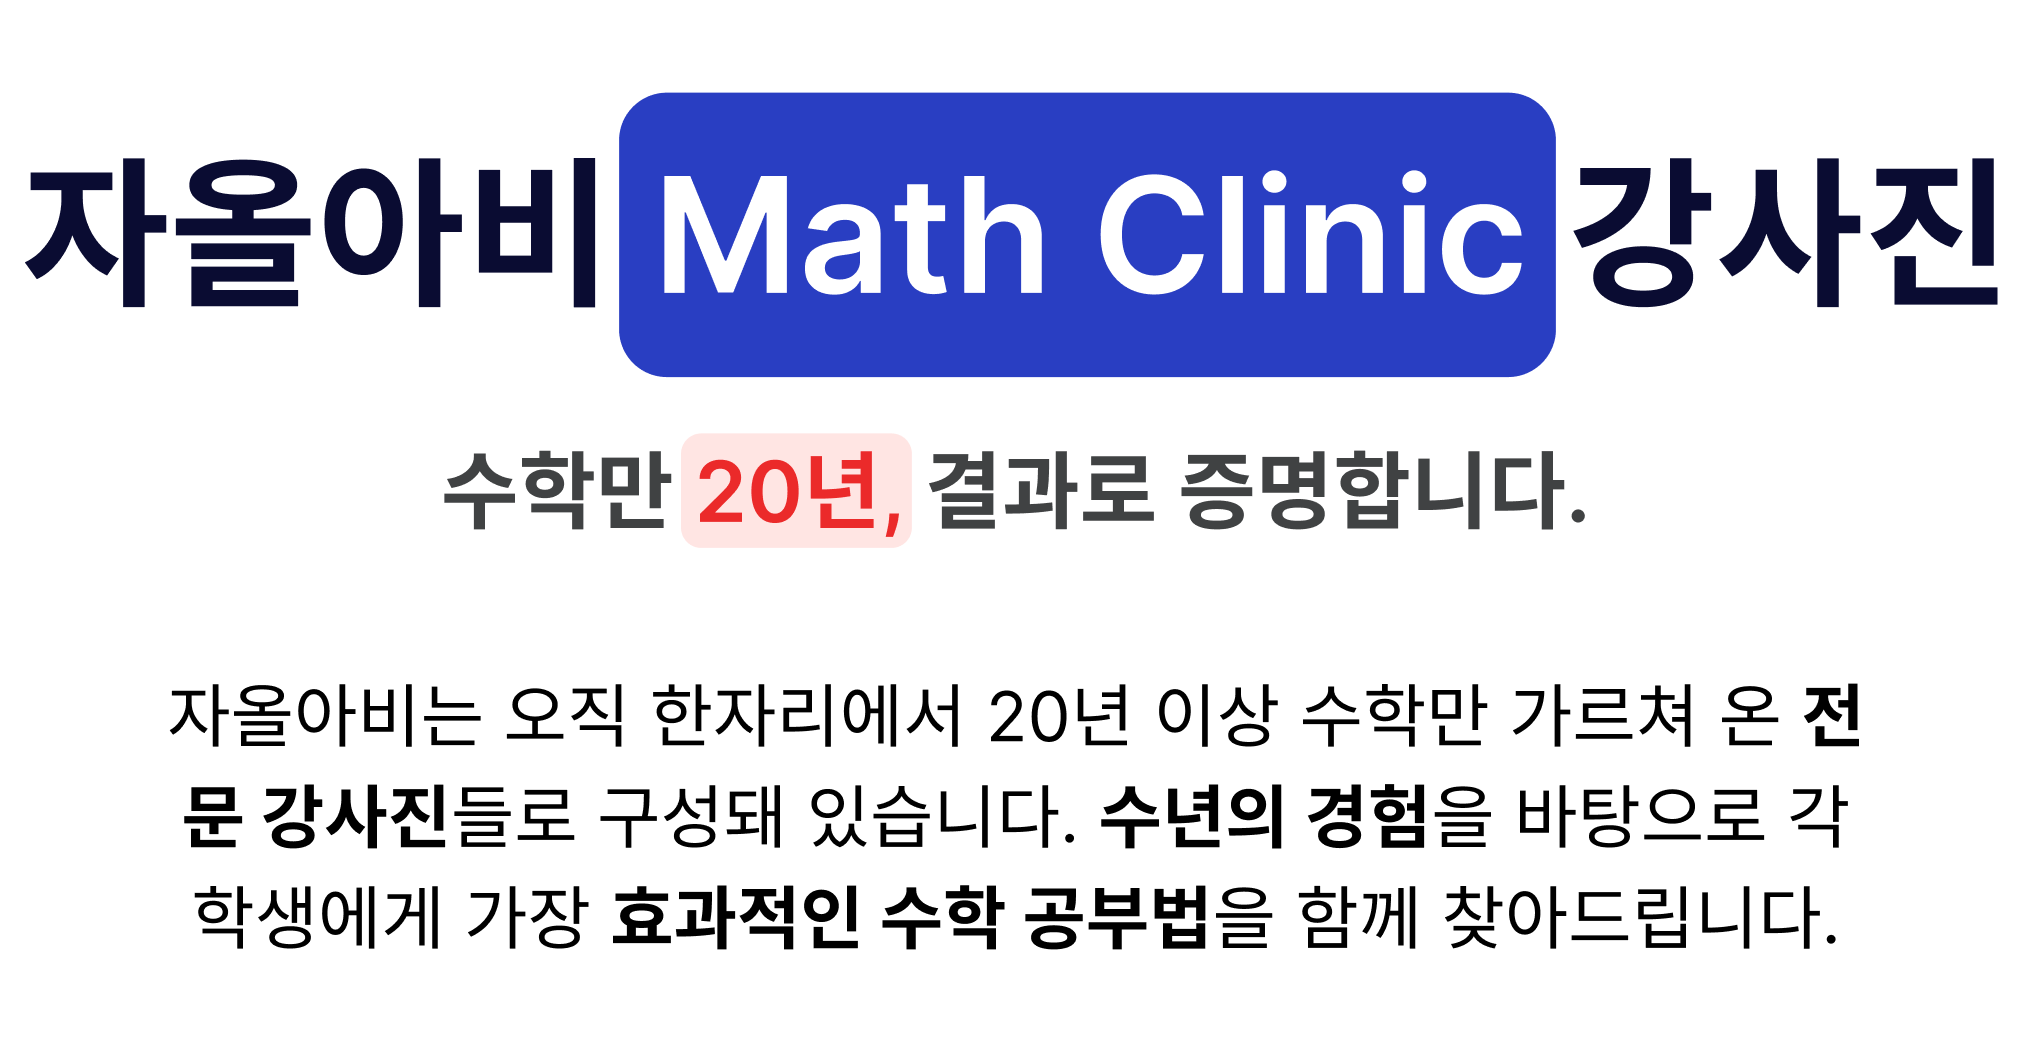 자올아비 Math Clinic 강사진
수학만 20년, 결과로 증명합니다.
자올아비는 오직 한자리에서 20년 이상 수학만 가르쳐 온 전
문 강사진들로 구성돼 있습니다. 수년의 경험을 바탕으로 각
학생에게 가장 효과적인 수학 공부법을 함께 찾아드립니다.